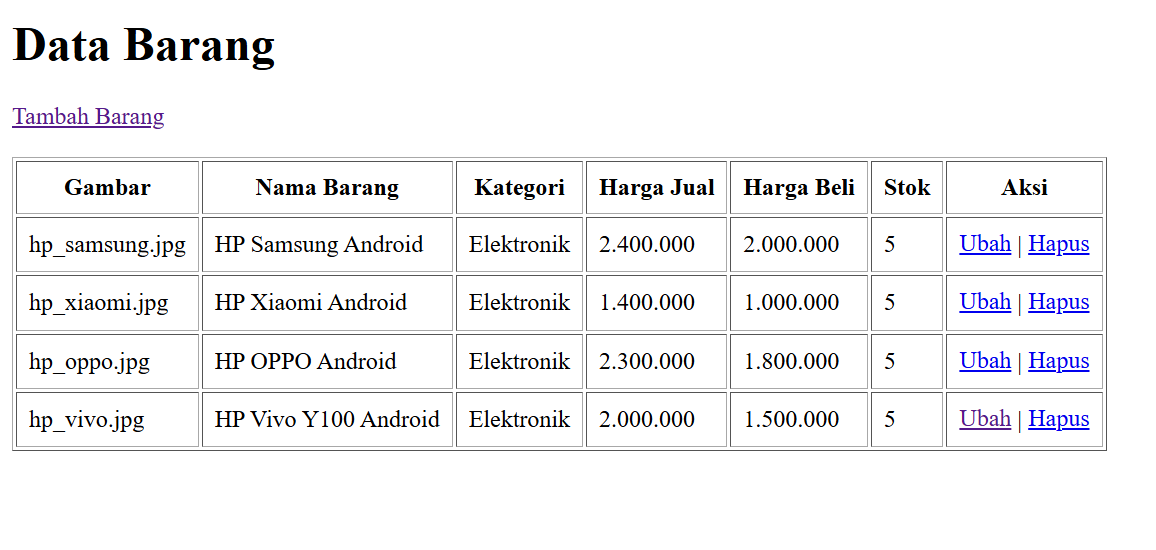 Data Barang
Tambah Barang
Gambar Nama Barang Kategori Harga Jual Harga Beli Stok Aksi
hp_samsung.jpg HP Samsung Android Elektronik 2.400.000 2.000.000 5 Ubah | Hapus
hp_xiaomi.jpg HP Xiaomi Android Elektronik 1.400.000 1.000.000 5 Ubah | Hapus
hp_oppo.jpg HP OPPO Android Elektronik 2.300.000 1.800.000 5 Ubah | Hapus
hp_vivo.jpg HP Vivo Y100 Android Elektronik 2.000.000 1.500.000 5 Ubah | Hapus